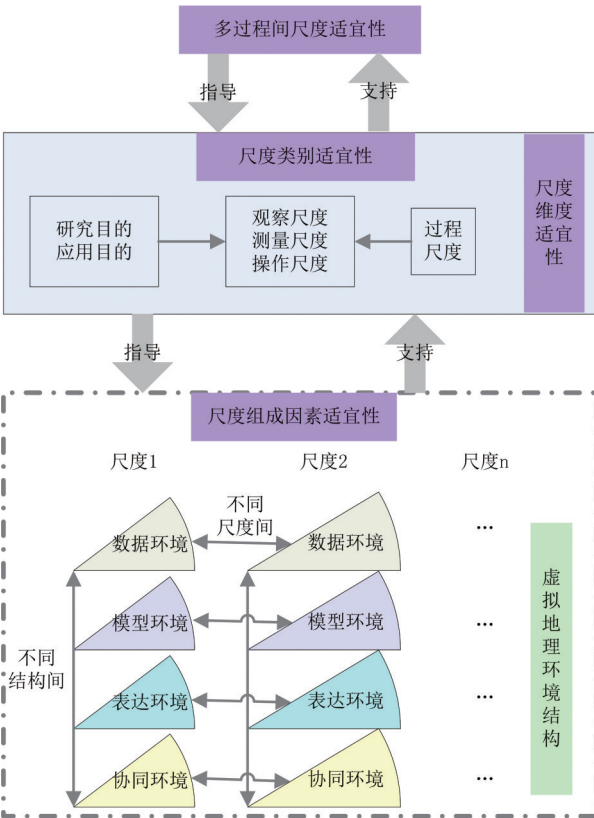 多过程间尺度适宜性
指导
支持
尺度类别适宜性
尺度
维度
适宜
性
研究目的
应用目的
观察尺度
测量尺度
操作尺度
过程
尺度
指导
支持
尺度组成因素适宜性
尺度1
尺度2
尺度n
不同
尺度间
数据环境
数据环境
...
模型环境
模型环境
...
不同
结构间
表达环境
表达环境
...
协同环境
协同环境
...
虚
拟
地
理
环
境
结
构